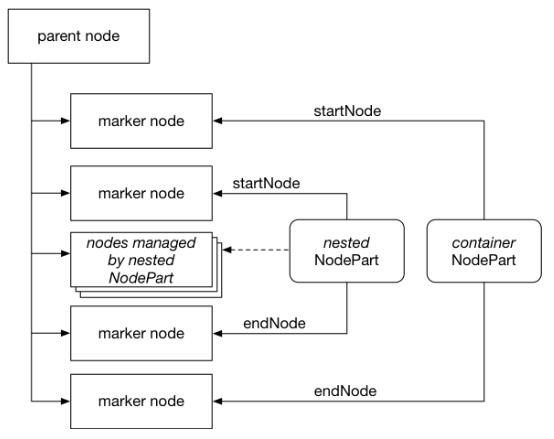 parent node
marker node
startNode
marker node
startNode
nodes managed
by nested
NodePart
nested
NodePart
container
NodePart
marker node
endNode
marker node
endNode